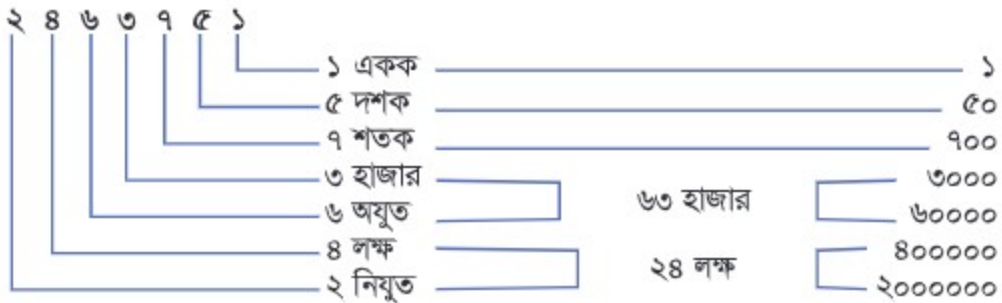 ২ ৪ ৬ ৩ ৭ ৫ ১
১ একক ১
৫ দশক ৫০
৭ শতক ৭০০
৩ হাজার ৩০০০
৬৩ হাজার
৬ অযুত ৬০০০০
৪ লক্ষ ৪০০০০০
২৪ লক্ষ
২ নিযুত ২০০০০০০